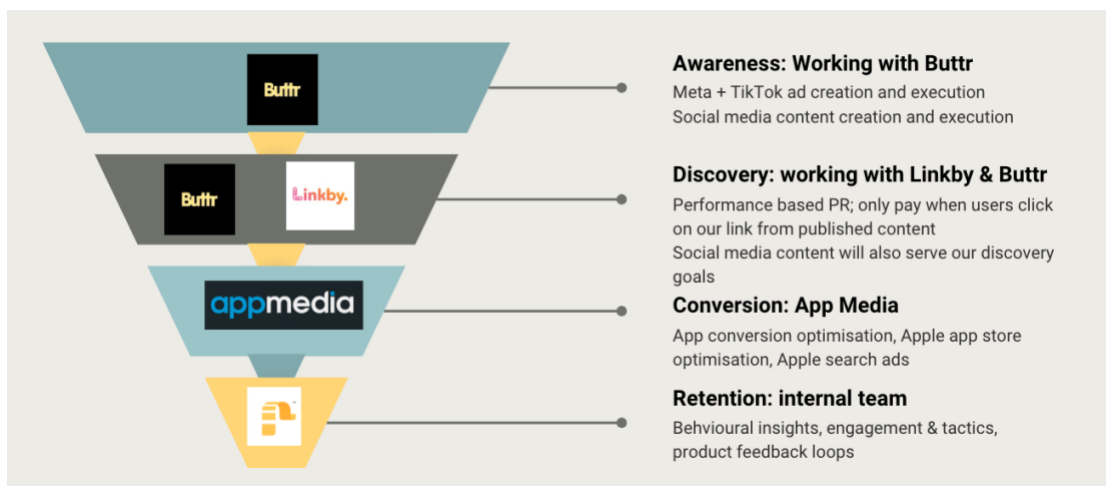 Buttr
Awareness: Working with Buttr
Meta + TikTok ad creation and execution
Social media content creation and execution
Buttr
Linkby.
Discovery: working with Linkby & Buttr
Performance based PR; only pay when users click
on our link from published content
Social media content will also serve our discovery
goals
appmedia
Conversion: App Media
App conversion optimisation, Apple app store
optimisation, Apple search ads
Retention: internal team
Behvioural insights, engagement & tactics,
product feedback loops